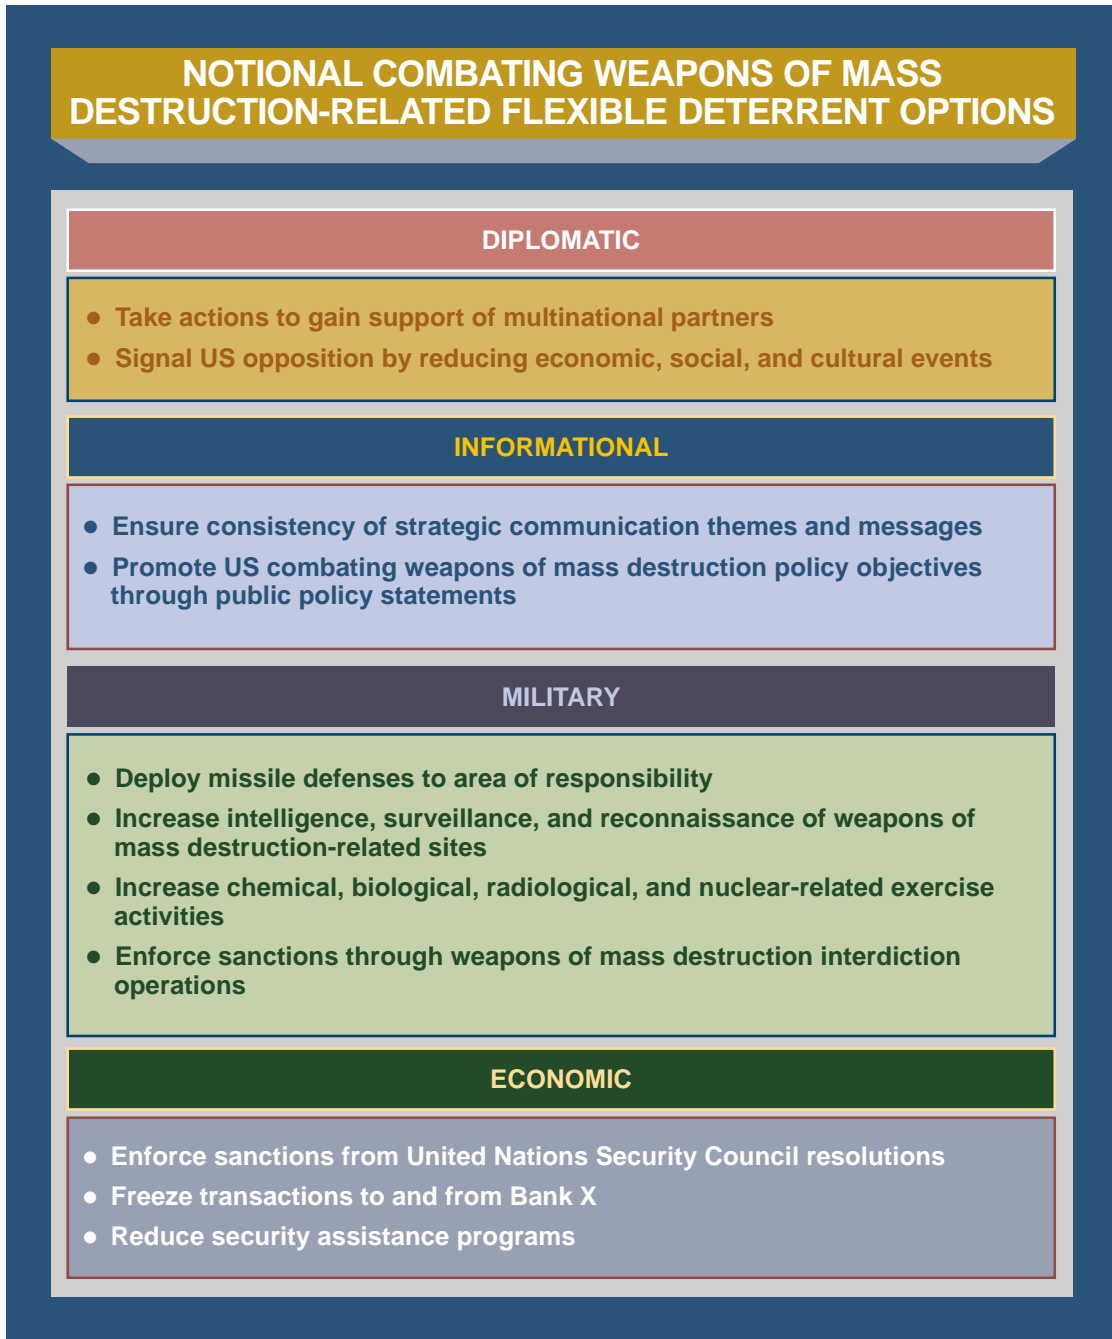 NOTIONAL COMBATING WEAPONS OF MASS
DESTRUCTION-RELATED FLEXIBLE DETERRENT OPTIONS
DIPLOMATIC
● Take actions to gain support of multinational partners
● Signal US opposition by reducing economic, social, and cultural events
INFORMATIONAL
● Ensure consistency of strategic communication themes and messages
● Promote US combating weapons of mass destruction policy objectives
through public policy statements
MILITARY
● Deploy missile defenses to area of responsibility
● Increase intelligence, surveillance, and reconnaissance of weapons of
mass destruction-related sites
● Increase chemical, biological, radiological, and nuclear-related exercise
activities
● Enforce sanctions through weapons of mass destruction interdiction
operations
ECONOMIC
● Enforce sanctions from United Nations Security Council resolutions
● Freeze transactions to and from Bank X
● Reduce security assistance programs